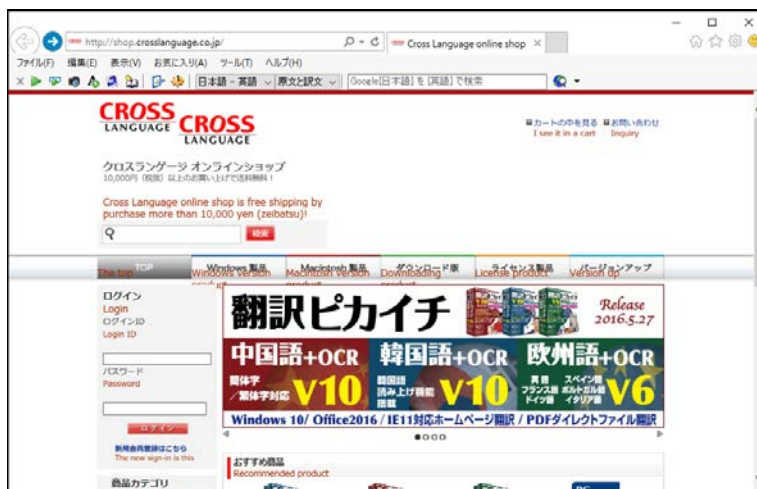 http://shop.crosslanguage.co.jp/
Cross Language online shop
ファイル(F) 編集(E) 表示(V) お気に入り(A) ツール(T) ヘルプ(H)
日本語 - 英語 原文と訳文 Google[日本語] を [英語] で検索
CROSS
LANGUAGE
CROSS
LANGUAGE
カートの中を見る お問い合わせ
I see it in a cart Inquiry
クロスランゲージ オンラインショップ
10,000円（税抜）以上のお買い上げで送料無料！
Cross Language online shop is free shipping by
purchase more than 10,000 yen (zeibatsu)!
検索
TOP Windows 製品 Macintosh 製品 ダウンロード版 ライセンス製品 バージョンアップ
The top Windows version Macintosh version Downloading License product Version up
product product product
ログイン
Login
ログインID
Login ID
パスワード
Password
ログイン
新規会員登録はこちら
The new sign-in is this
商品カテゴリ
翻訳ピカイチ
Release
2016.5.27
中国語+OCR
簡体字
／繁体字対応
V10
韓国語+OCR
韓国語
読み上げ機能
搭載
V10
欧州語+OCR
英語 スペイン語
フランス語 ポルトガル語
ドイツ語 イタリア語
V6
Windows 10/ Office2016 / IE11対応ホームページ翻訳 / PDFダイレクトファイル翻訳
おすすめ商品
Recommended product